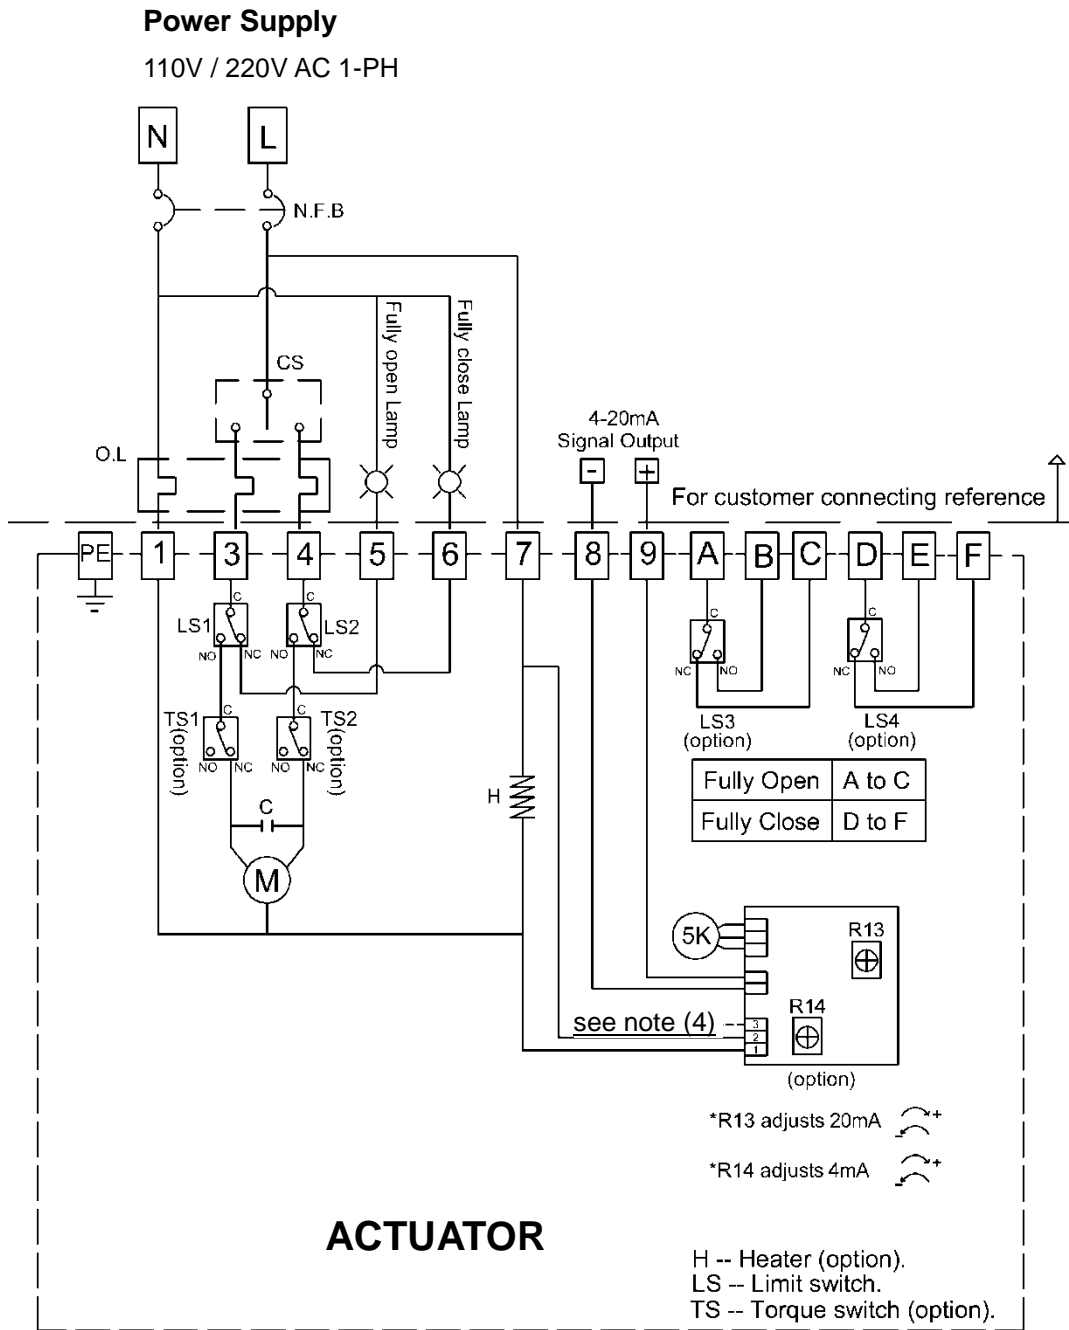 Power Supply
110V / 220V AC 1-PH
N L
N.F.B
Fully open Lamp
Fully close Lamp
CS
O.L
4-20mA
Signal Output
- +
For customer connecting reference
PE 1 3 4 5 6 7 8 9 A B C D E F
C C
LS1 LS2
NO NC NO NC
C C
TS1 (option)
TS2 (option)
NO NC NO NC
C
M
H
C C
NC NO NC NO
LS3 LS4
(option) (option)
Fully Open A to C
Fully Close D to F
5K
R13
R14
see note (4)
3
2
1
(option)
*R13 adjusts 20mA - +
*R14 adjusts 4mA - +
ACTUATOR
H -- Heater (option).
LS -- Limit switch.
TS -- Torque switch (option).